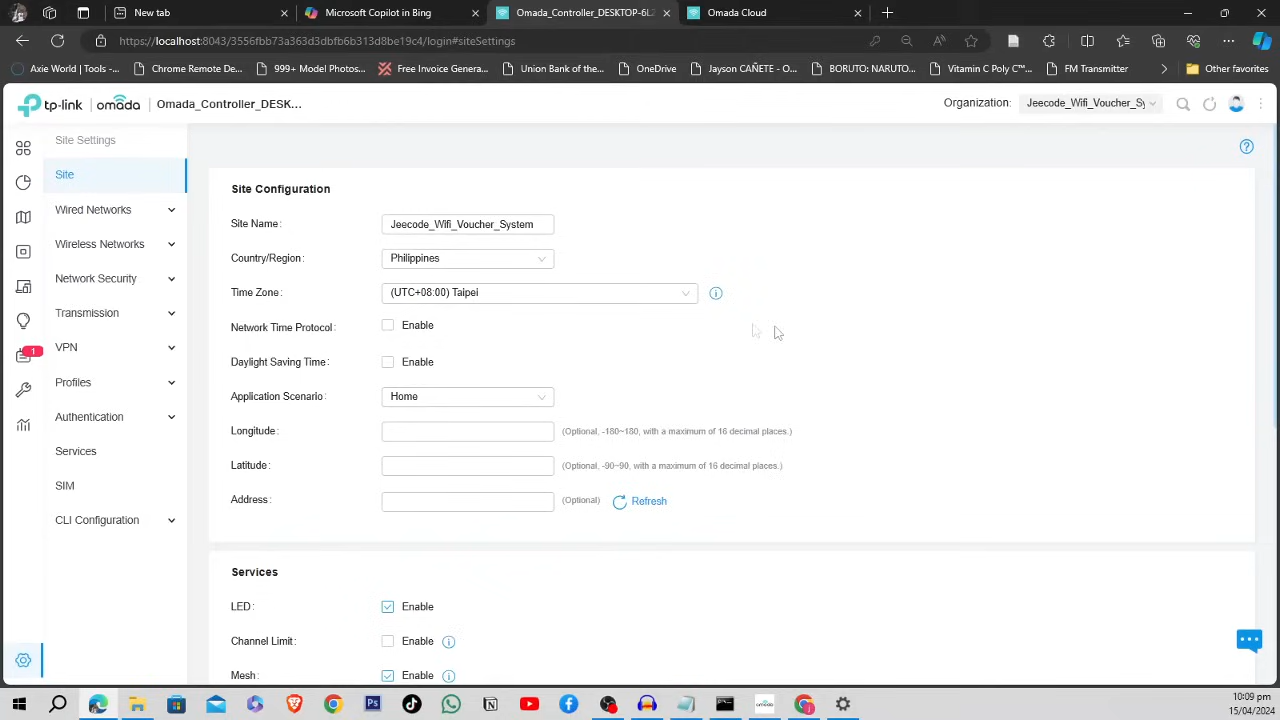 New tab
Microsoft Copilot in Bing
Omada_Controller_DESKTOP-6L
Omada Cloud
https://localhost:8043/3556fbb73a363d3dbfb6b313d8be19c4/login#siteSettings
Axie World | Tools -...
Chrome Remote De...
999+ Model Photos...
Free Invoice Genera...
Union Bank of the...
OneDrive
Jayson CAÑETE - O...
BORUTO: NARUTO...
Vitamin C Poly C™...
FM Transmitter
Other favorites
tp-link | omada | Omada_Controller_DESK...
Organization: Jeecode_Wifi_Voucher_Sy
Site Settings
Site
Wired Networks
Wireless Networks
Network Security
Transmission
VPN
Profiles
Authentication
Services
SIM
CLI Configuration
1
Site Configuration
Site Name: Jeecode_Wifi_Voucher_System
Country/Region: Philippines
Time Zone: (UTC+08:00) Taipei
Network Time Protocol: Enable
Daylight Saving Time: Enable
Application Scenario: Home
Longitude: (Optional, -180~180, with a maximum of 16 decimal places.)
Latitude: (Optional, -90~90, with a maximum of 16 decimal places.)
Address: (Optional) Refresh
Services
LED: Enable
Channel Limit: Enable
Mesh: Enable
10:09 pm
15/04/2024